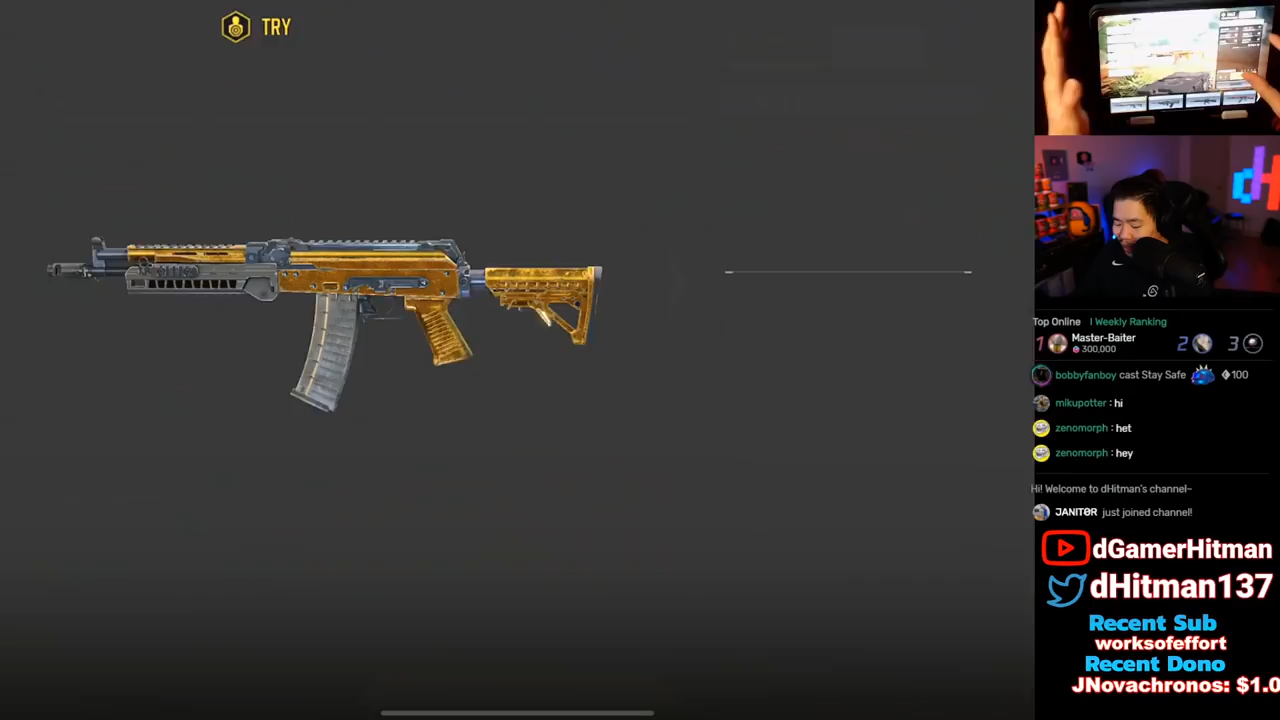 TRY
Top Online | Weekly Ranking
1 Master-Baiter 300,000 2 3
bobbyfanboy cast Stay Safe 100
mikupotter : hi
zenomorph : het
zenomorph : hey
Hi! Welcome to dHitman's channel~
JANITØR just joined channel!
dGamerHitman
dHitman137
Recent Sub
worksofeffort
Recent Dono
JNovachronos: $1.0